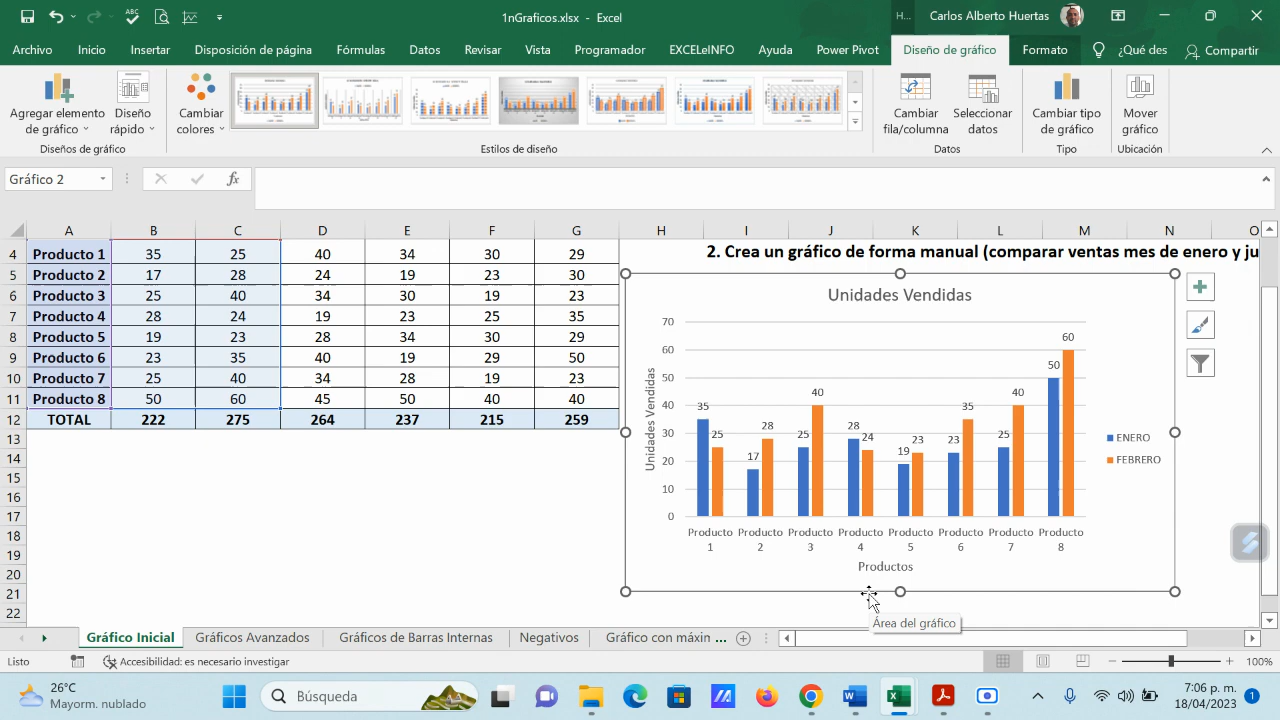 1nGraficos.xlsx - Excel
H...
Carlos Alberto Huertas
Archivo Inicio Insertar Disposición de página Fórmulas Datos Revisar Vista Programador EXCELeINFO Ayuda Power Pivot Diseño de gráfico Formato ¿Qué des Compartir
Agregar elemento de gráfico
Diseño rápido
Cambiar colores
Cambiar fila/columna
Seleccionar datos
Cambiar tipo de gráfico
Mover gráfico
Diseños de gráfico Estilos de diseño Datos Tipo Ubicación
Gráfico 2 fx
A B C D E F G H I J K L M N O
4 Producto 1 35 25 40 34 30 29
5 Producto 2 17 28 24 19 23 30
6 Producto 3 25 40 34 30 19 23
7 Producto 4 28 24 19 23 25 35
8 Producto 5 19 23 28 34 30 29
9 Producto 6 23 35 40 19 29 50
10 Producto 7 25 40 34 28 19 23
11 Producto 8 50 60 45 50 40 40
12 TOTAL 222 275 264 237 215 259
13
14
15
16
17
18
19
20
21
22
2. Crea un gráfico de forma manual (comparar ventas mes de enero y ju
Unidades Vendidas
Unidades Vendidas
70
60
50
40
30
20
10
0
35 25 17 28 25 40 28 24 19 23 23 35 25 40 50 60
Producto 1 Producto 2 Producto 3 Producto 4 Producto 5 Producto 6 Producto 7 Producto 8
Productos
ENERO
FEBRERO
Área del gráfico
Gráfico Inicial Gráficos Avanzados Gráficos de Barras Internas Negativos Gráfico con máxin ...
Listo Accesibilidad: es necesario investigar 100%
26°C
Mayorm. nublado
Búsqueda
7:06 p. m.
18/04/2023
1